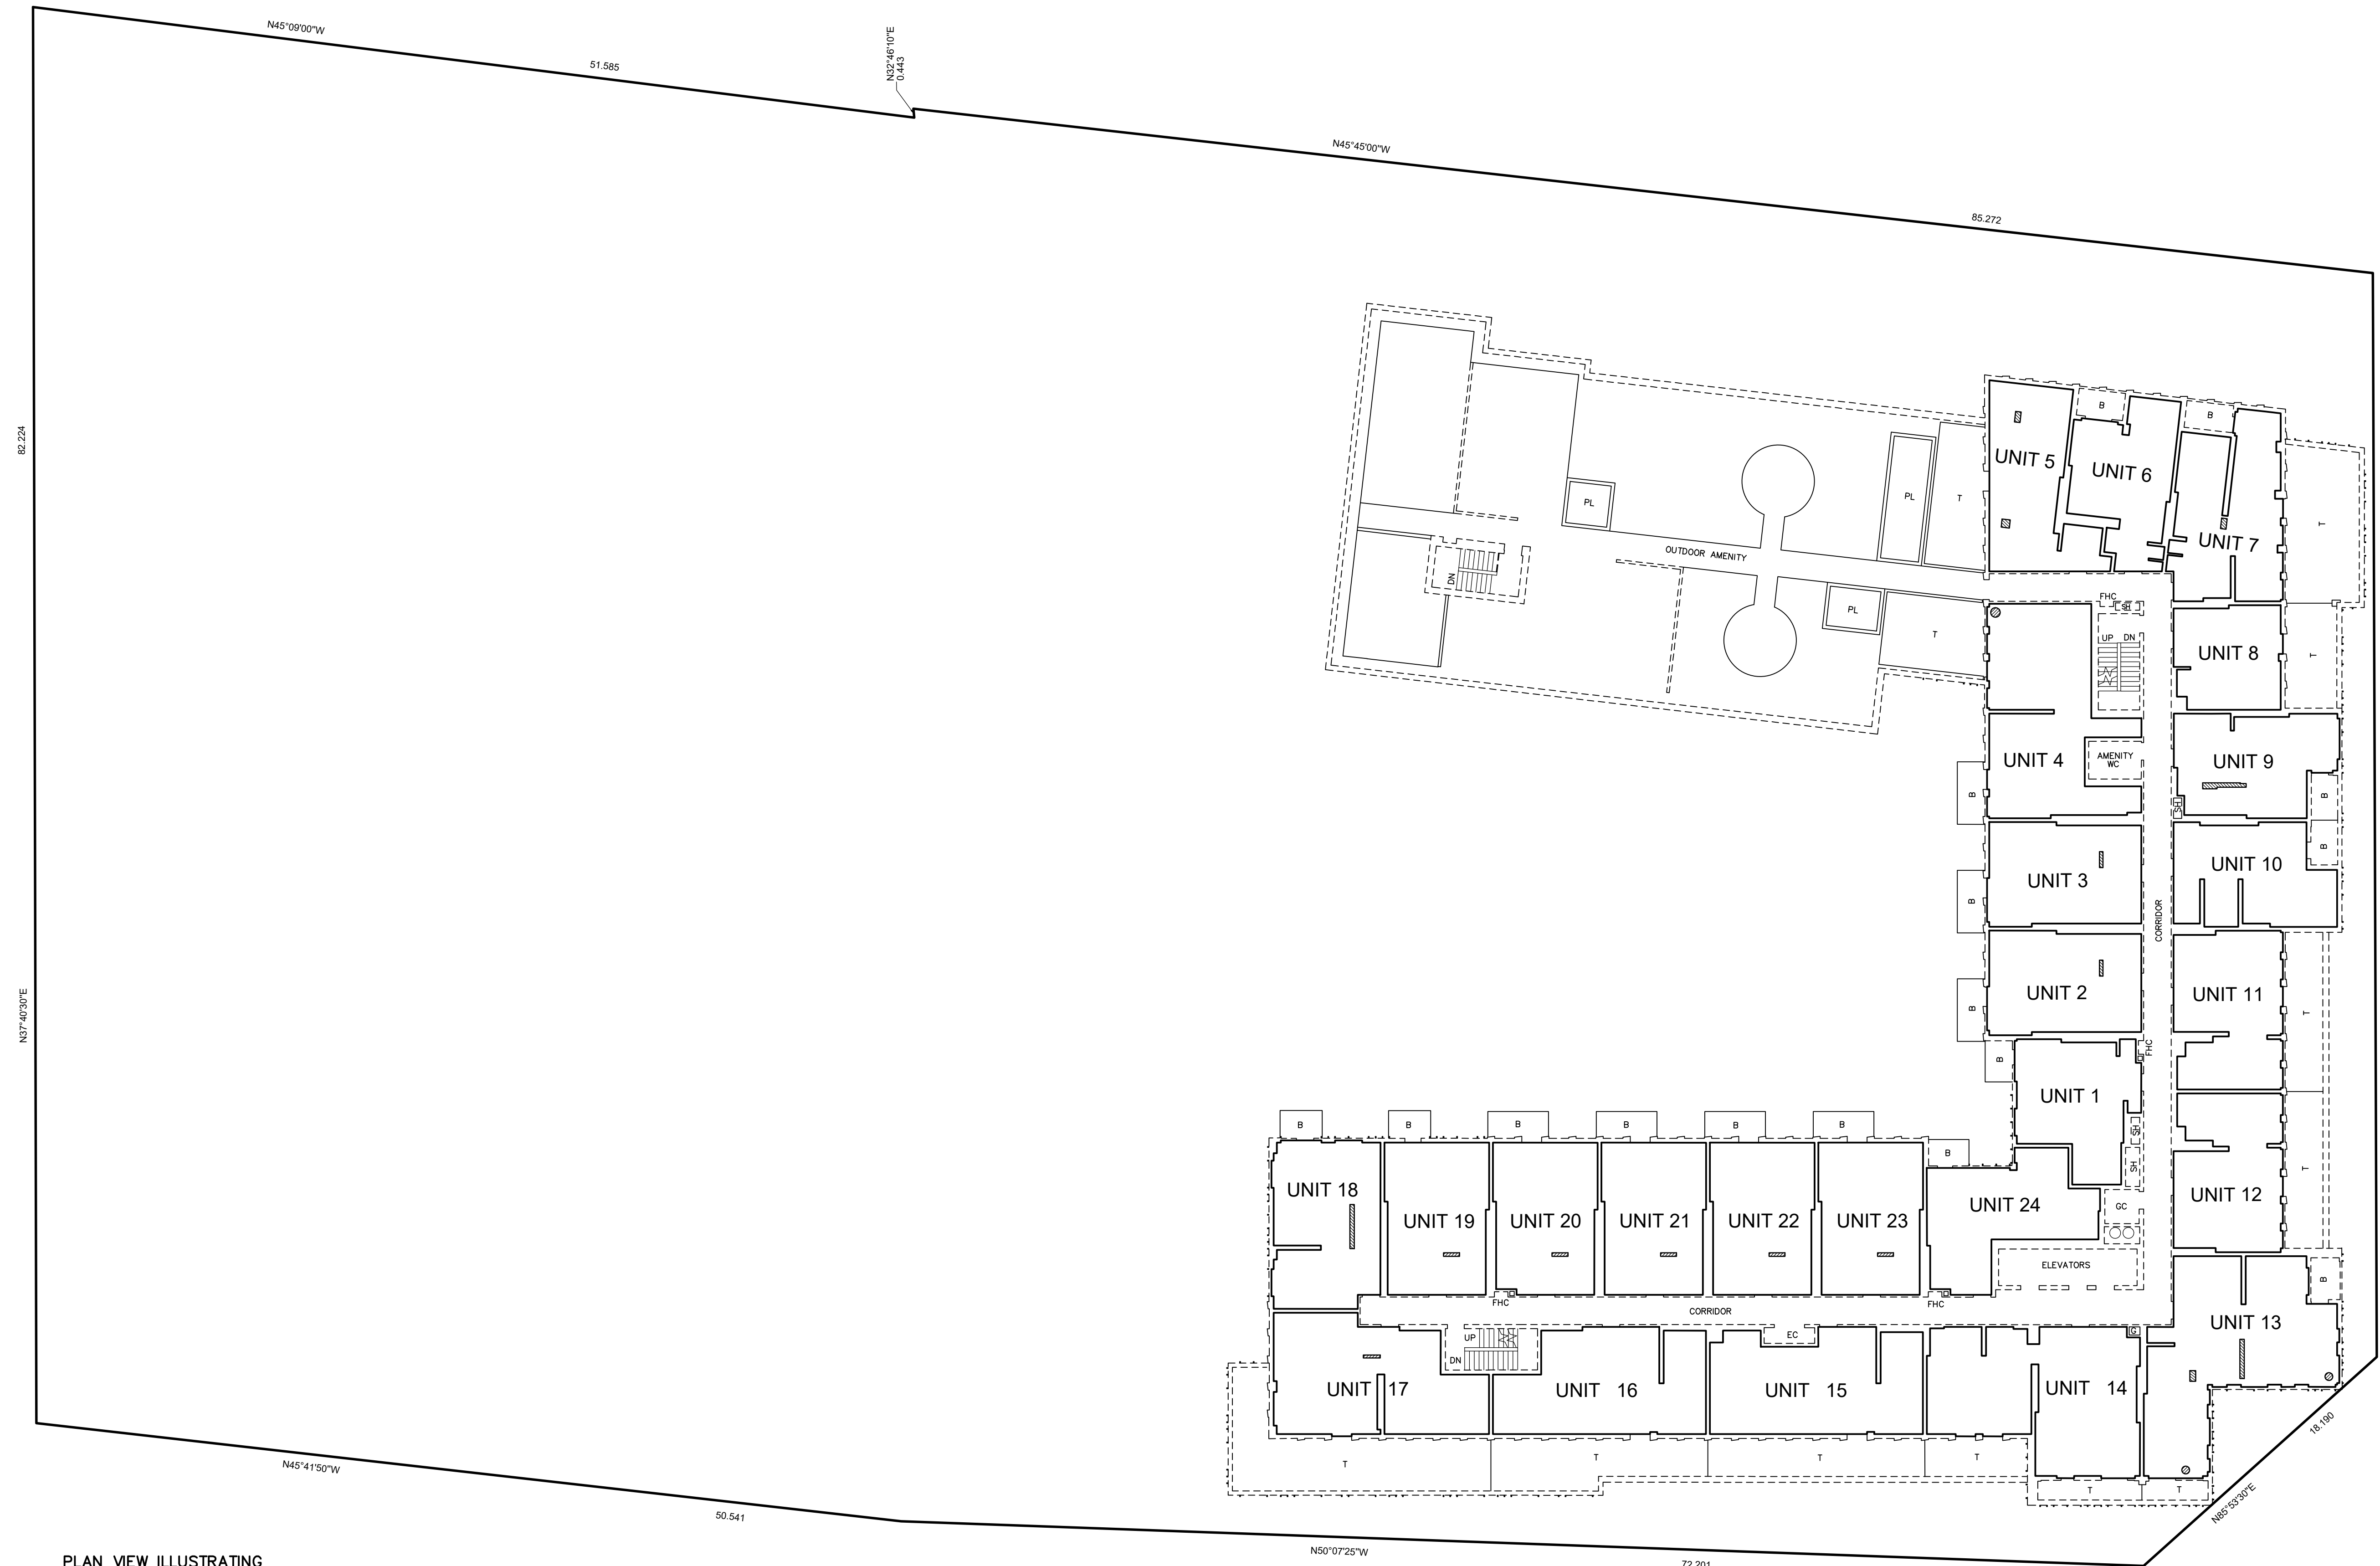 N45°09'00"W
51.585
N32°46'10"E
0.443
N45°45'00"W
85.272
82.224
N37°40'30"E
B
B
UNIT 5
UNIT 6
UNIT 7
PL
PL
T
T
OUTDOOR AMENITY
DN
PL
T
FHC
SH
UP DN
UNIT 8
T
UNIT 4
AMENITY
WC
UNIT 9
B
SH
B
B
UNIT 3
UNIT 10
B
CORRIDOR
UNIT 2
UNIT 11
B
T
FHC
B
UNIT 1
SH
SH
B
B
B
B
B
B
B
UNIT 18
UNIT 19
UNIT 20
UNIT 21
UNIT 22
UNIT 23
UNIT 24
GC
UNIT 12
T
ELEVATORS
B
FHC
CORRIDOR
FHC
UP
DN
EC
G
UNIT 13
UNIT 17
UNIT 16
UNIT 15
UNIT 14
T
T
T
T
T
T
18.190
N85°53'30"E
N45°41'50"W
50.541
N50°07'25"W
72.201
PLAN VIEW ILLUSTRATING